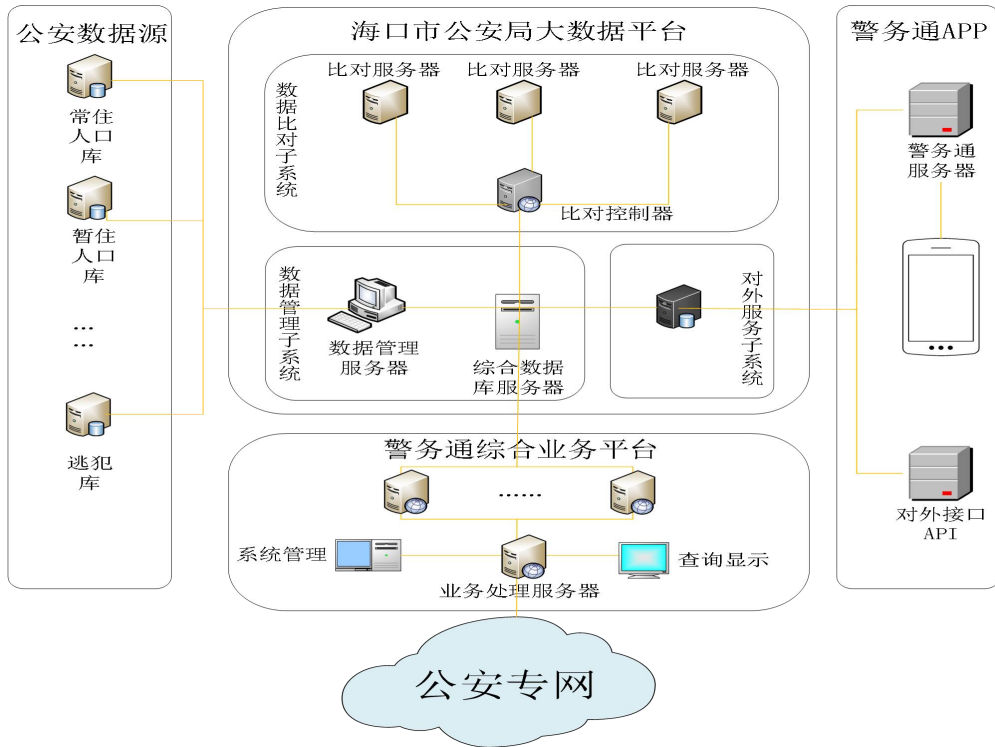 公安数据源
常住
人口
库
暂住
人口
库
...
...
逃犯
库
海口市公安局大数据平台
数据比对子系统
比对服务器
比对服务器
比对服务器
比对控制器
数据管理子系统
数据管理
服务器
综合数据
库服务器
对外服务子系统
警务通综合业务平台
......
系统管理
业务处理服务器
查询显示
公安专网
警务通APP
警务通
服务器
对外接口
API